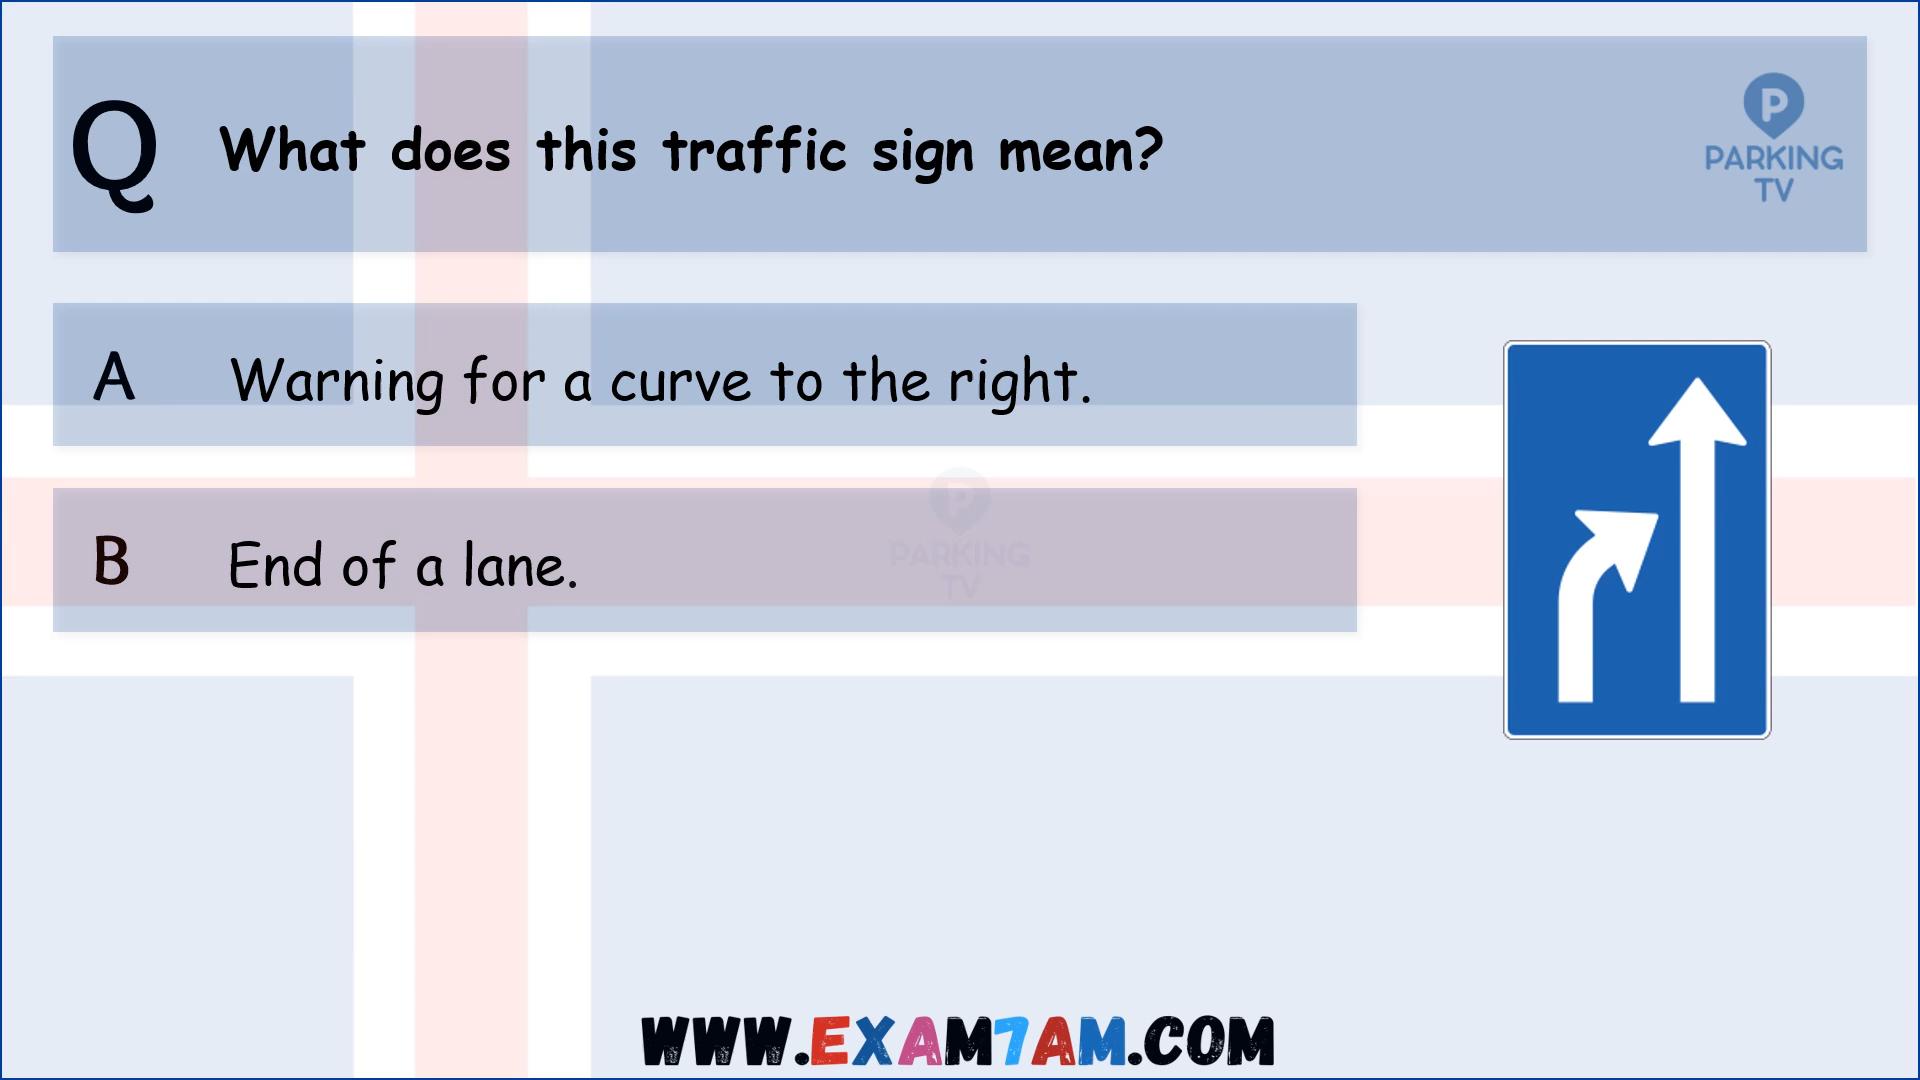 Q What does this traffic sign mean?
P
PARKING
TV
A Warning for a curve to the right.
B End of a lane.
P
PARKING
TV
WWW.EXAM7AM.COM